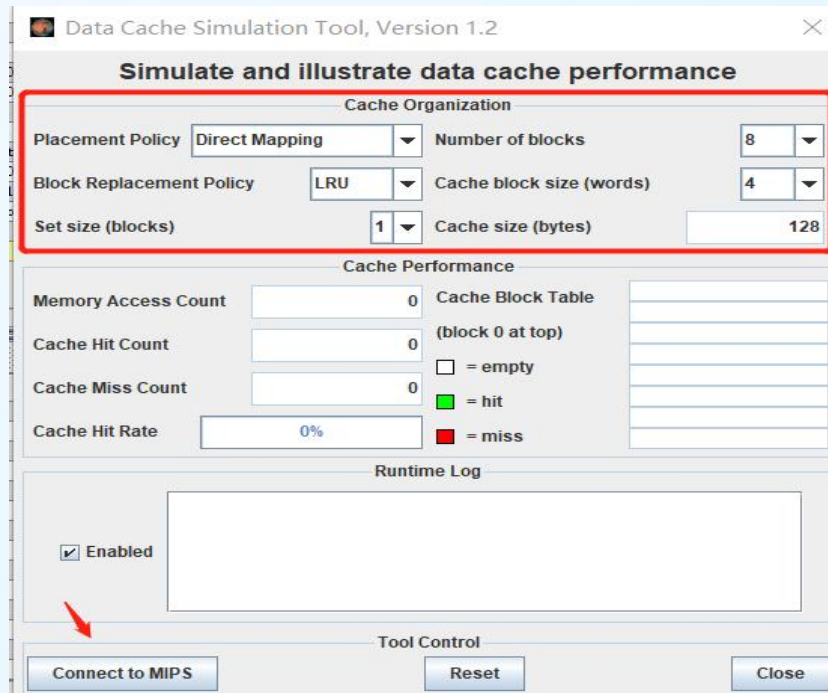 Data Cache Simulation Tool, Version 1.2
Simulate and illustrate data cache performance
Cache Organization
Placement Policy Direct Mapping Number of blocks 8
Block Replacement Policy LRU Cache block size (words) 4
Set size (blocks) 1 Cache size (bytes) 128
Cache Performance
Memory Access Count 0 Cache Block Table
(block 0 at top)
Cache Hit Count 0
= empty
Cache Miss Count 0
= hit
Cache Hit Rate 0%
= miss
Runtime Log
Enabled
Tool Control
Connect to MIPS Reset Close